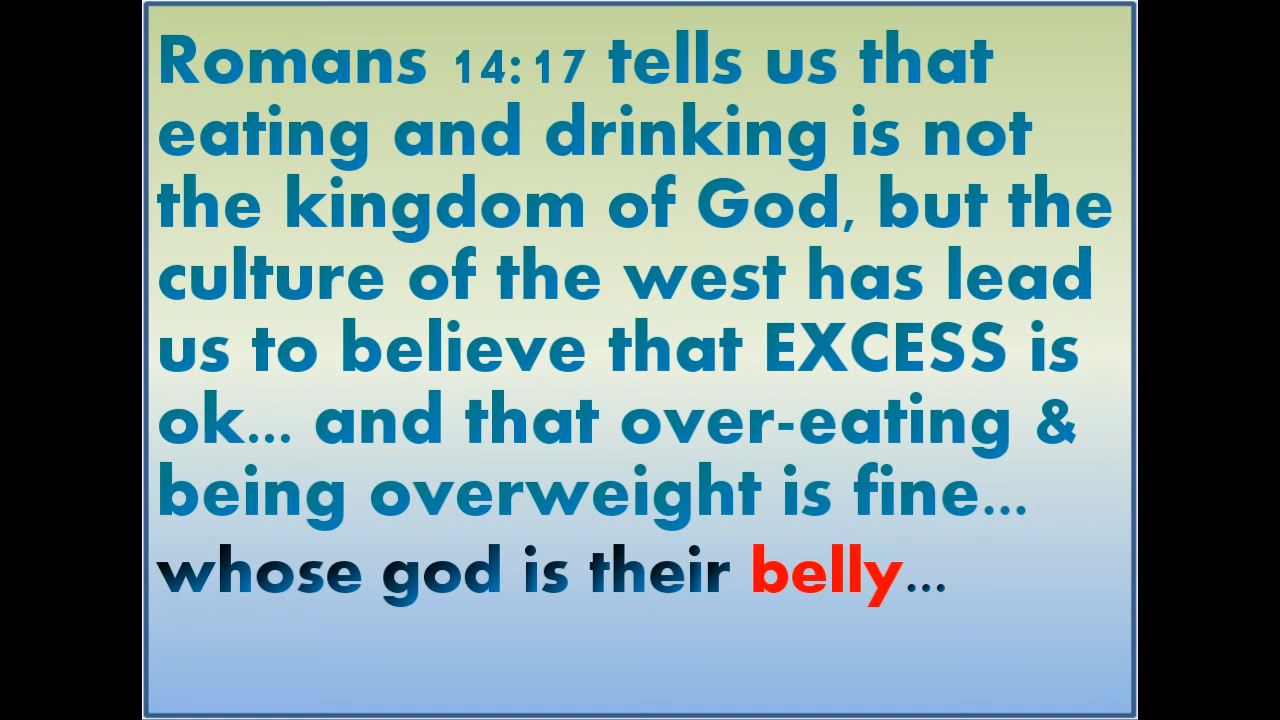 Romans 14:17 tells us that
eating and drinking is not
the kingdom of God, but the
culture of the west has lead
us to believe that EXCESS is
ok... and that over-eating &
being overweight is fine...
whose god is their belly...